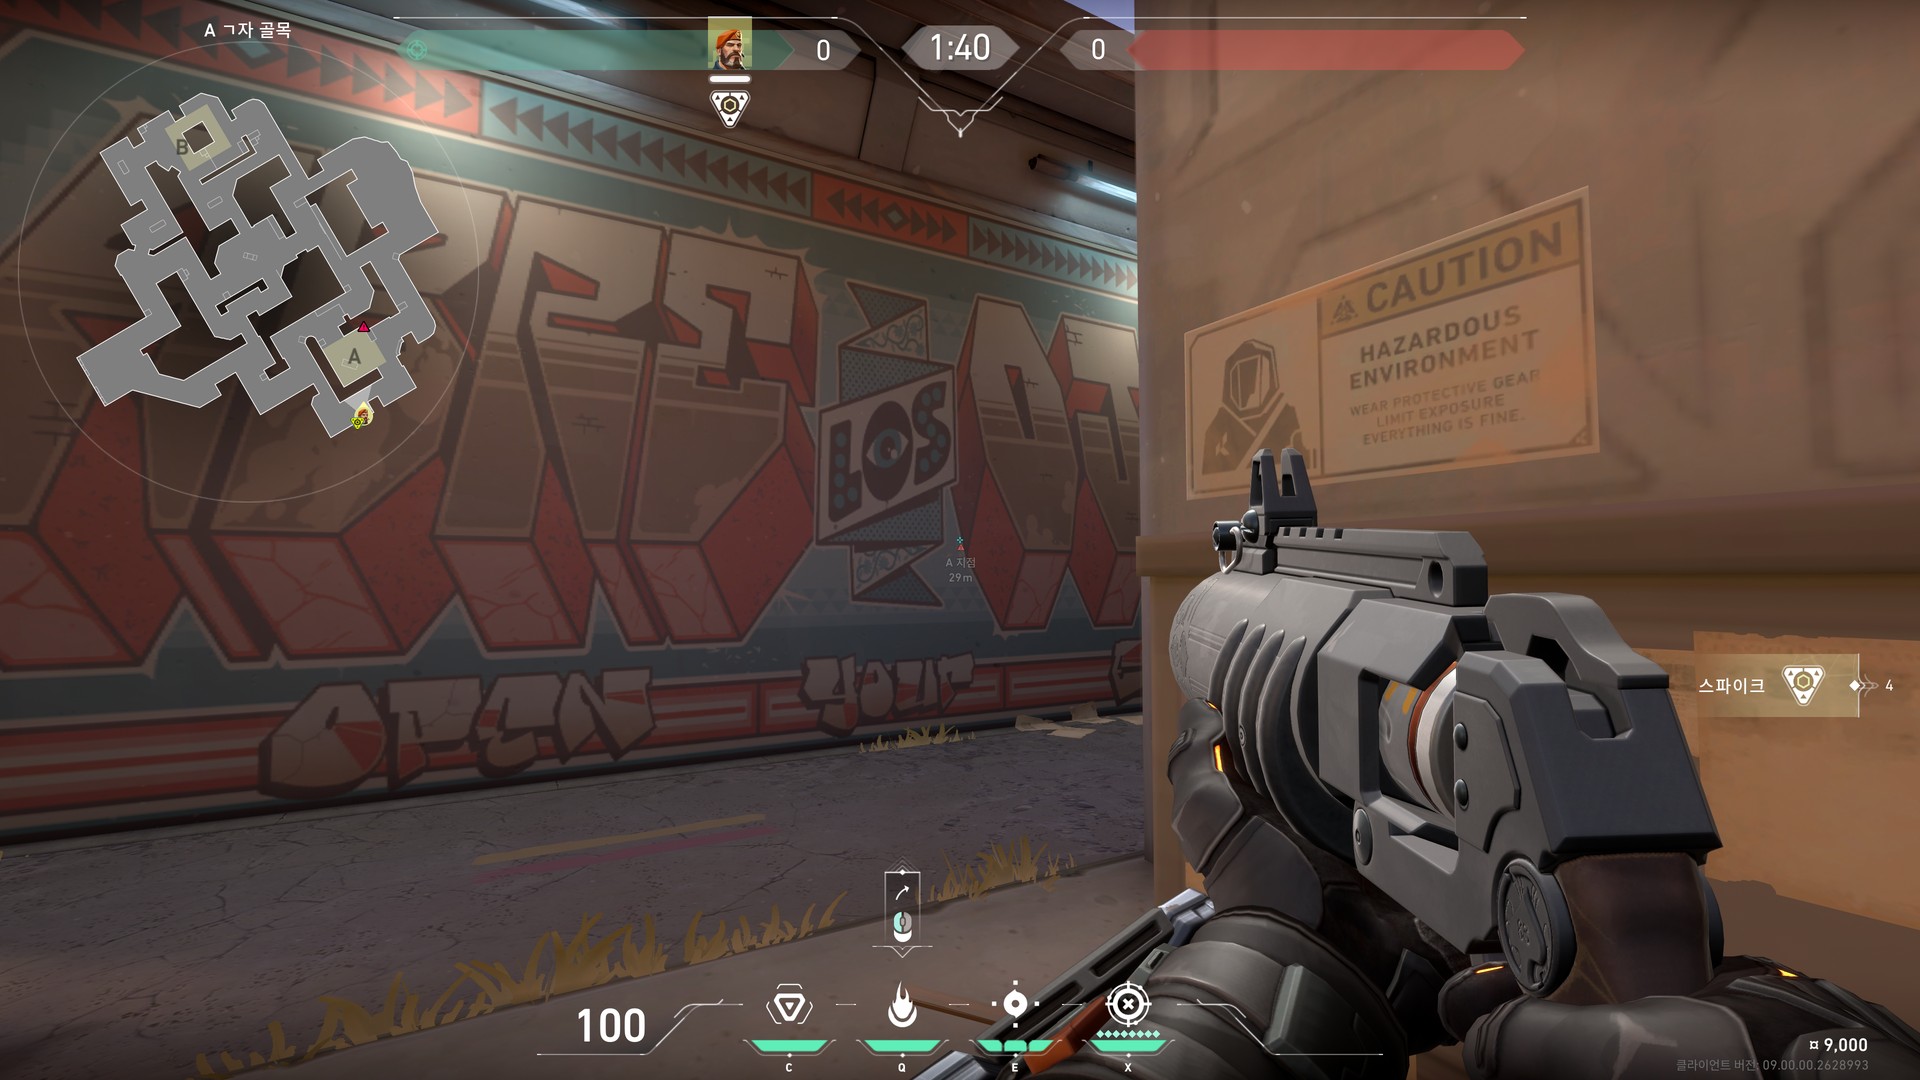 A ㄱ자 골목
0
1:40
0
B
A
LOS
OPEN
your
CAUTION
HAZARDOUS
ENVIRONMENT
WEAR PROTECTIVE GEAR
LIMIT EXPOSURE
EVERYTHING IS FINE.
A 지점
29m
스파이크
4
100
C
Q
E
X
¤ 9,000
클라이언트 버전: 09.00.00.2628993